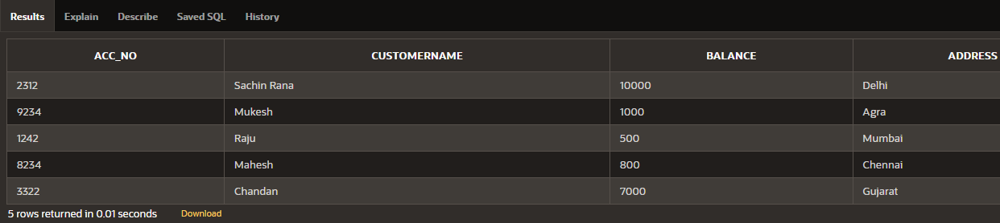 Results Explain Describe Saved SQL History
ACC_NO CUSTOMERNAME BALANCE ADDRESS
2312 Sachin Rana 10000 Delhi
9234 Mukesh 1000 Agra
1242 Raju 500 Mumbai
8234 Mahesh 800 Chennai
3322 Chandan 7000 Gujarat
5 rows returned in 0.01 seconds Download